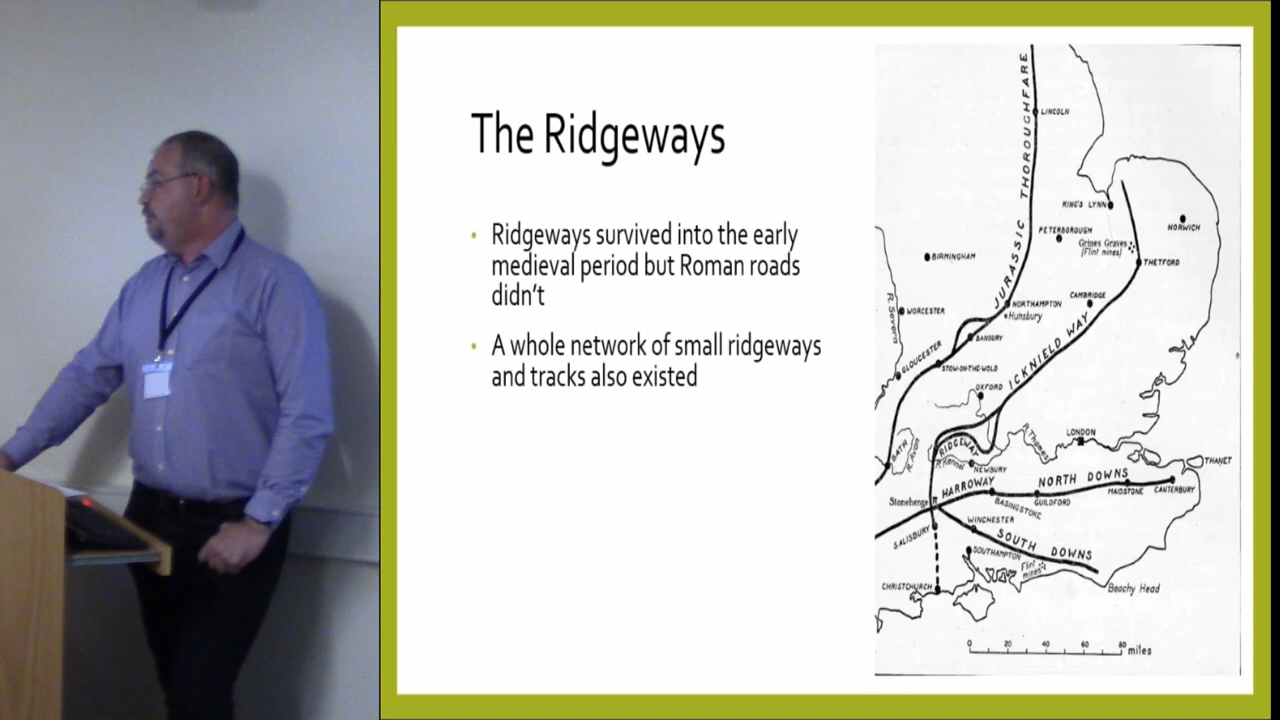 The Ridgeways
• Ridgeways survived into the early
medieval period but Roman roads
didn't
• A whole network of small ridgeways
and tracks also existed
JURASSIC THOROUGHFARE
LINCOLN
KING'S LYNN
NORWICH
PETERBOROUGH
Grimes Graves
(Flint mines)
THETFORD
BIRMINGHAM
R. Severn
WORCESTER
NORTHAMPTON
Hunsbury
CAMBRIDGE
BANBURY
ICKNIELD WAY
GLOUCESTER
STOW-ON-THE-WOLD
OXFORD
BATH
R. Avon
RIDGEWAY
R. Kennet
NEWBURY
R. Thames
LONDON
THANET
HARROWAY
NORTH DOWNS
Stonehenge
BASINGSTOKE
GUILDFORD
MAIDSTONE
CANTERBURY
SALISBURY
WINCHESTER
SOUTH DOWNS
SOUTHAMPTON
Flint
mines
CHRISTCHURCH
Beachy Head
0 20 40 60 80 miles